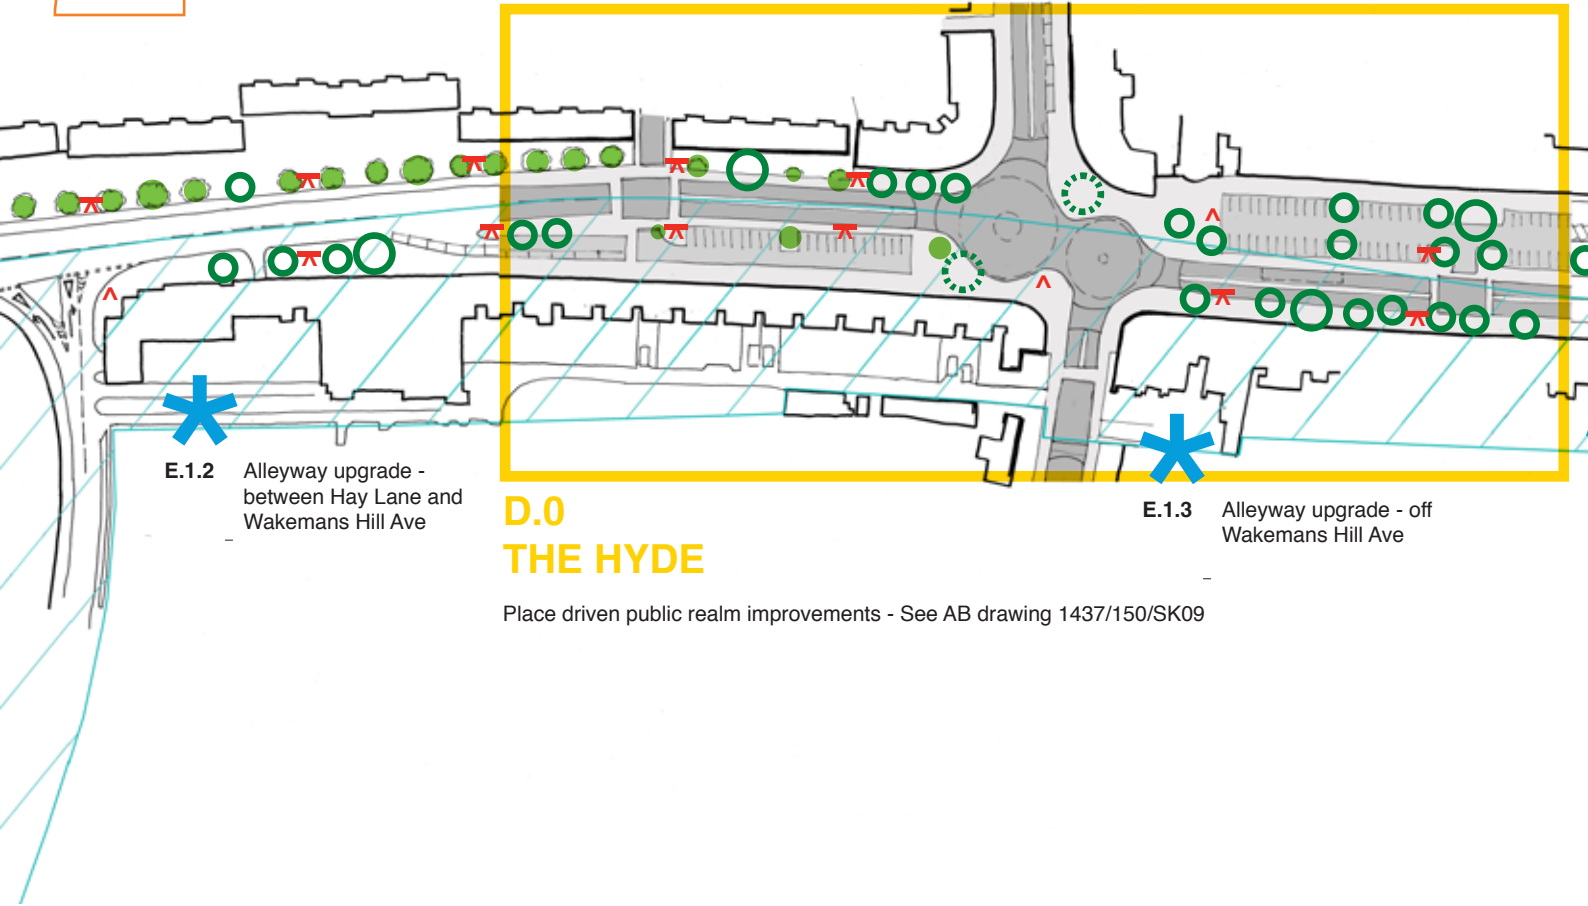 E.1.2 Alleyway upgrade -
between Hay Lane and
Wakemans Hill Ave
D.0
THE HYDE
Place driven public realm improvements - See AB drawing 1437/150/SK09
E.1.3 Alleyway upgrade - off
Wakemans Hill Ave